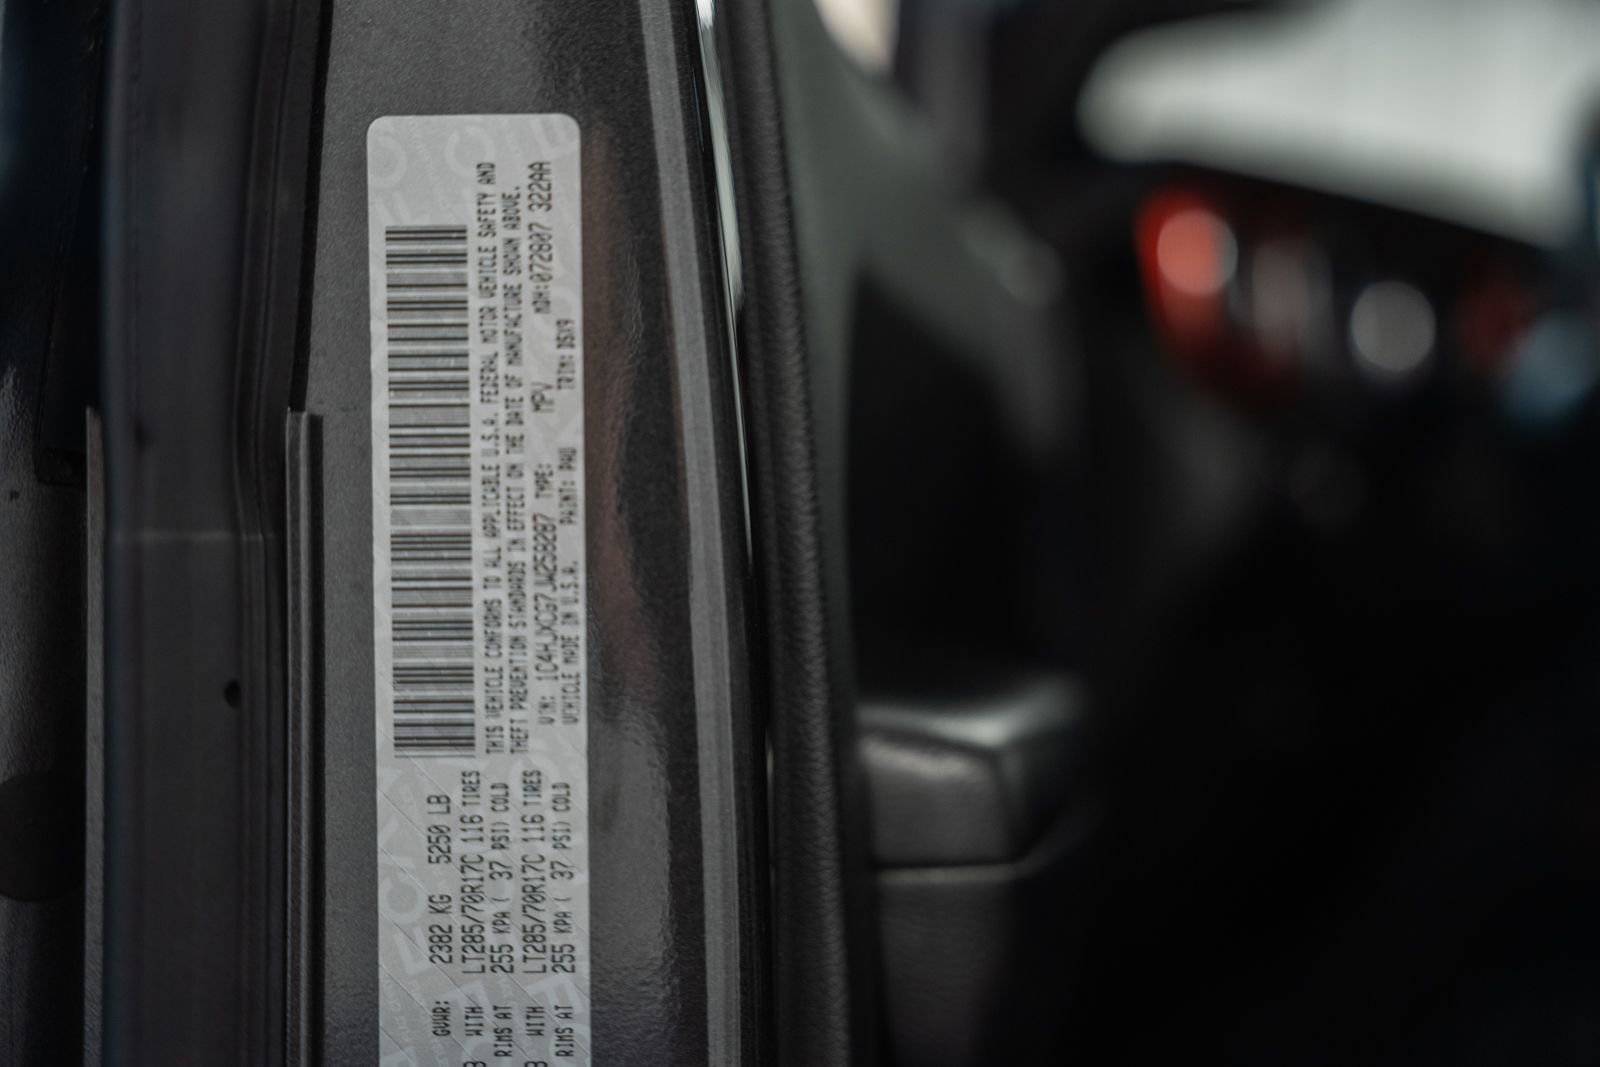 GVWR: 2382 KG 5250 LB
WITH LT285/70R17C 116 TIRES
RIMS AT 255 KPA ( 37 PSI) COLD
WITH LT285/70R17C 116 TIRES
RIMS AT 255 KPA ( 37 PSI) COLD
THIS VEHICLE CONFORMS TO ALL APPLICABLE U.S.A. FEDERAL MOTOR VEHICLE SAFETY AND
THEFT PREVENTION STANDARDS IN EFFECT ON THE DATE OF MANUFACTURE SHOWN ABOVE.
VIN: TYPE: MPV MDH:072807 322AA
VEHICLE MADE IN U.S.A. PAINT: PAU TRIM: